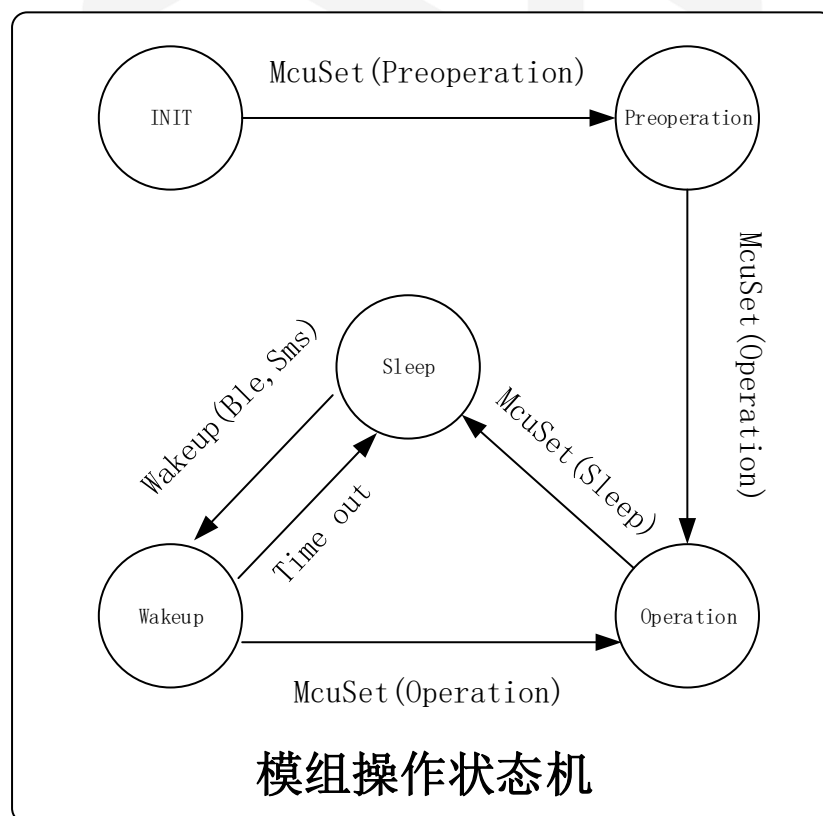 McuSet(Preoperation)
INIT
Preoperation
McuSet(Operation)
Sleep
Wakeup(Ble,Sms)
McuSet(Sleep)
Time out
Wakeup
Operation
McuSet(Operation)
模组操作状态机